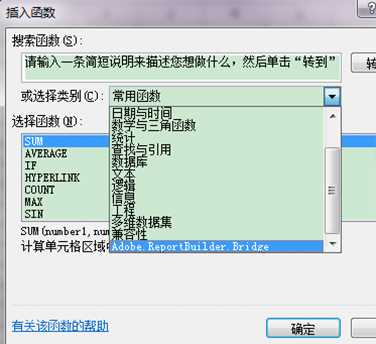 插入函数
搜索函数(S):
请输入一条简短说明来描述您想做什么，然后单击“转到”
或选择类别(C): 常用函数
日期与时间
数学与三角函数
统计
查找与引用
数据库
文本
逻辑
信息
工程
多维数据集
兼容性
Adobe.ReportBuilder.Bridge
选择函数(N):
SUM
AVERAGE
IF
HYPERLINK
COUNT
MAX
SIN
SUM(number1,num
计算单元格区域
有关该函数的帮助
确定